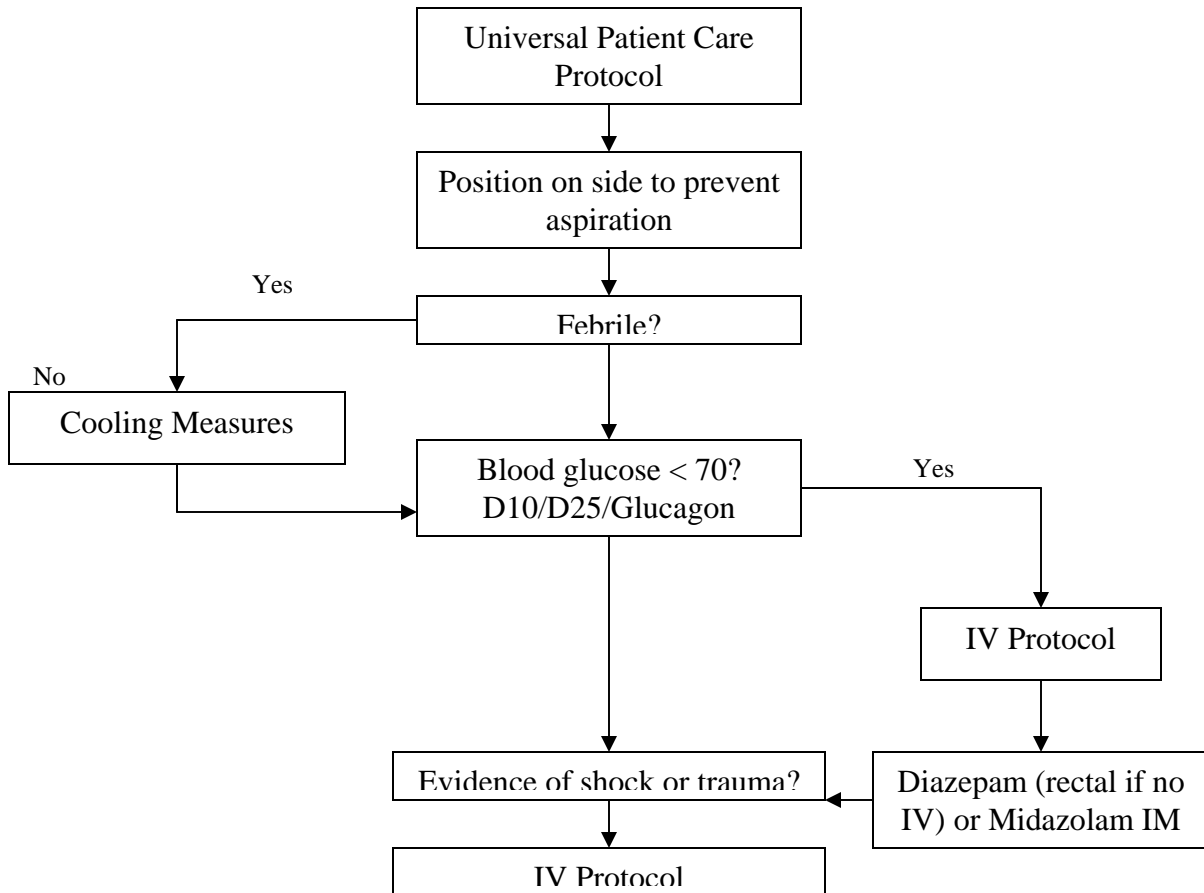 Universal Patient Care
Protocol
Position on side to prevent
aspiration
Yes
Febrile?
No
Cooling Measures
Blood glucose < 70?
D10/D25/Glucagon
Yes
IV Protocol
Evidence of shock or trauma?
Diazepam (rectal if no
IV) or Midazolam IM
IV Protocol